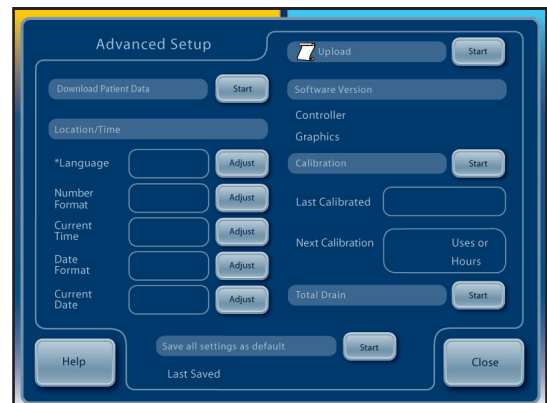 Advanced Setup
Upload
Start
Download Patient Data
Start
Software Version
Controller
Graphics
Location/Time
*Language
Adjust
Calibration
Start
Number
Format
Adjust
Last Calibrated
Current
Time
Adjust
Next Calibration
Uses or
Hours
Date
Format
Adjust
Current
Date
Adjust
Total Drain
Start
Save all settings as default
Start
Last Saved
Help
Close